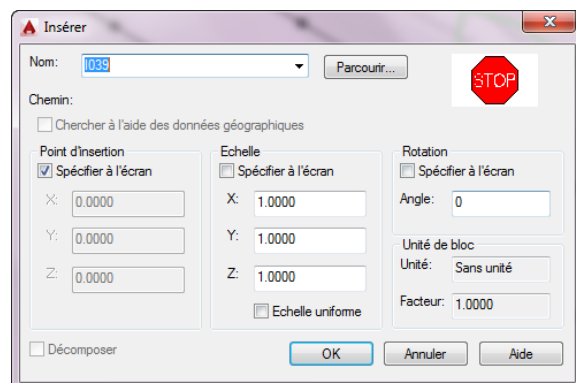 Insérer
Nom: I039 Parcourir... STOP
Chemin:
Chercher à l'aide des données géographiques
Point d'insertion Echelle Rotation
Spécifier à l'écran Spécifier à l'écran Spécifier à l'écran
X: 0.0000 X: 1.0000 Angle: 0
Y: 0.0000 Y: 1.0000 Unité de bloc
Z: 0.0000 Z: 1.0000 Unité: Sans unité
Echelle uniforme Facteur: 1.0000
Décomposer OK Annuler Aide